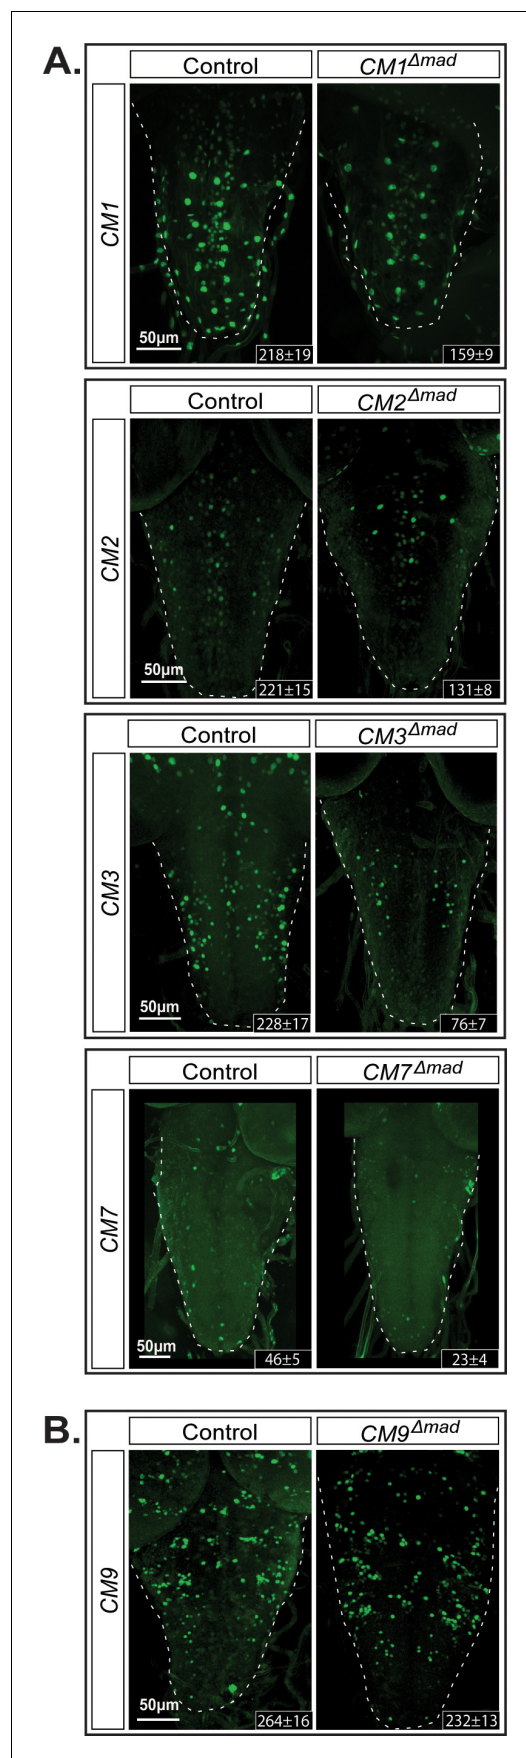 A.
Control CM1^Δmad
CM1
50μm
218±19 159±9
Control CM2^Δmad
CM2
50μm
221±15 131±8
Control CM3^Δmad
CM3
50μm
228±17 76±7
Control CM7^Δmad
CM7
50μm
46±5 23±4
B.
Control CM9^Δmad
CM9
50μm
264±16 232±13